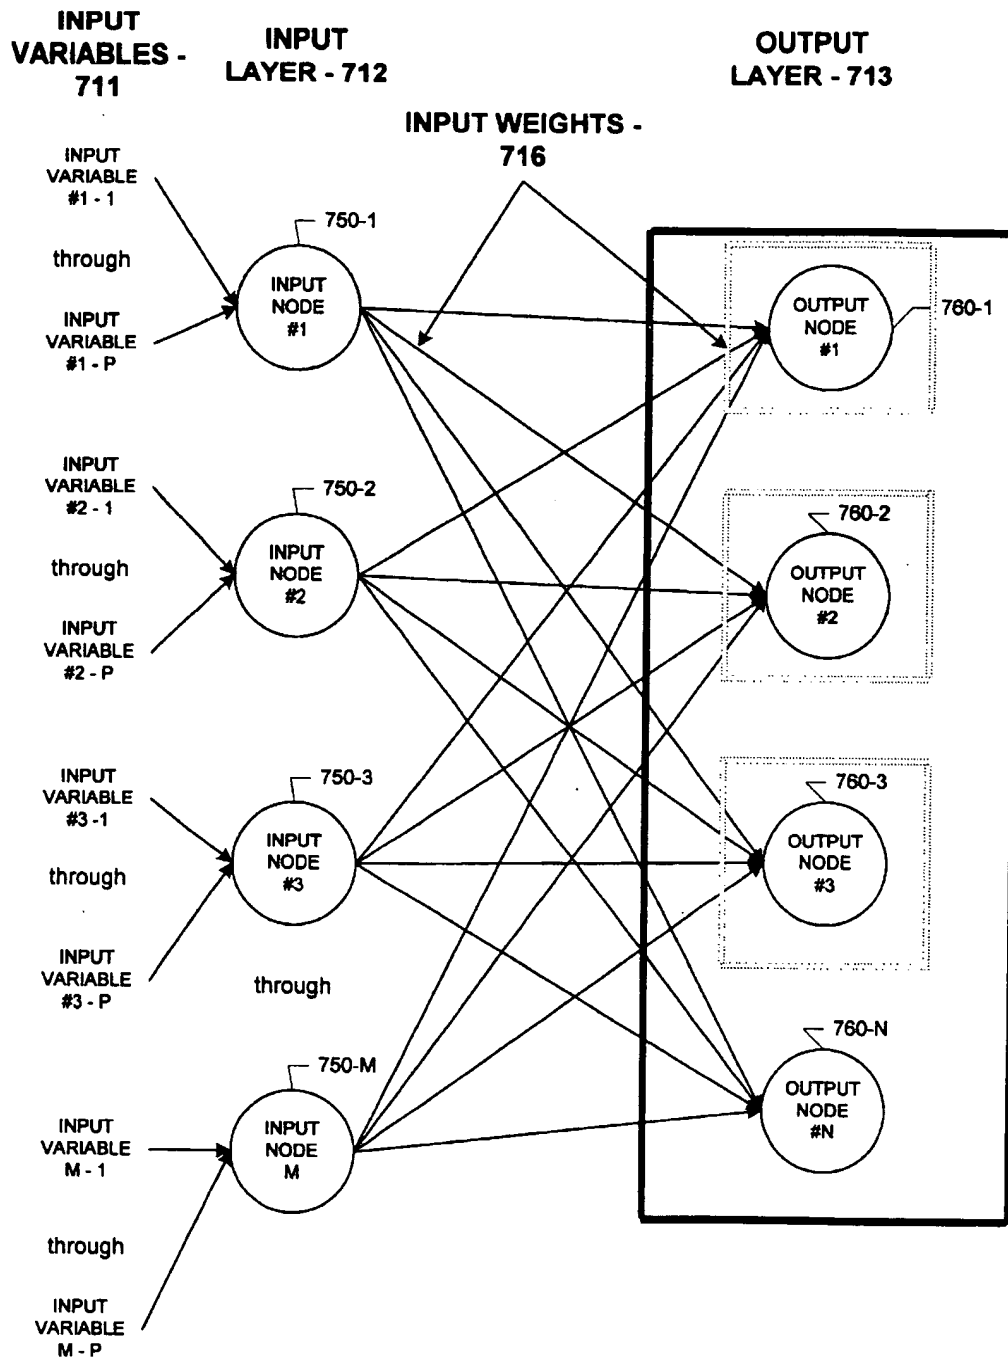 INPUT
VARIABLES -
711
INPUT
LAYER - 712
OUTPUT
LAYER - 713
INPUT WEIGHTS -
716
INPUT
VARIABLE
#1 - 1
through
INPUT
VARIABLE
#1 - P
750-1
INPUT
NODE
#1
OUTPUT
NODE
#1
760-1
INPUT
VARIABLE
#2 - 1
through
INPUT
VARIABLE
#2 - P
750-2
INPUT
NODE
#2
760-2
OUTPUT
NODE
#2
INPUT
VARIABLE
#3 -1
through
INPUT
VARIABLE
#3 - P
750-3
INPUT
NODE
#3
through
760-3
OUTPUT
NODE
#3
INPUT
VARIABLE
M - 1
through
INPUT
VARIABLE
M - P
750-M
INPUT
NODE
M
760-N
OUTPUT
NODE
#N